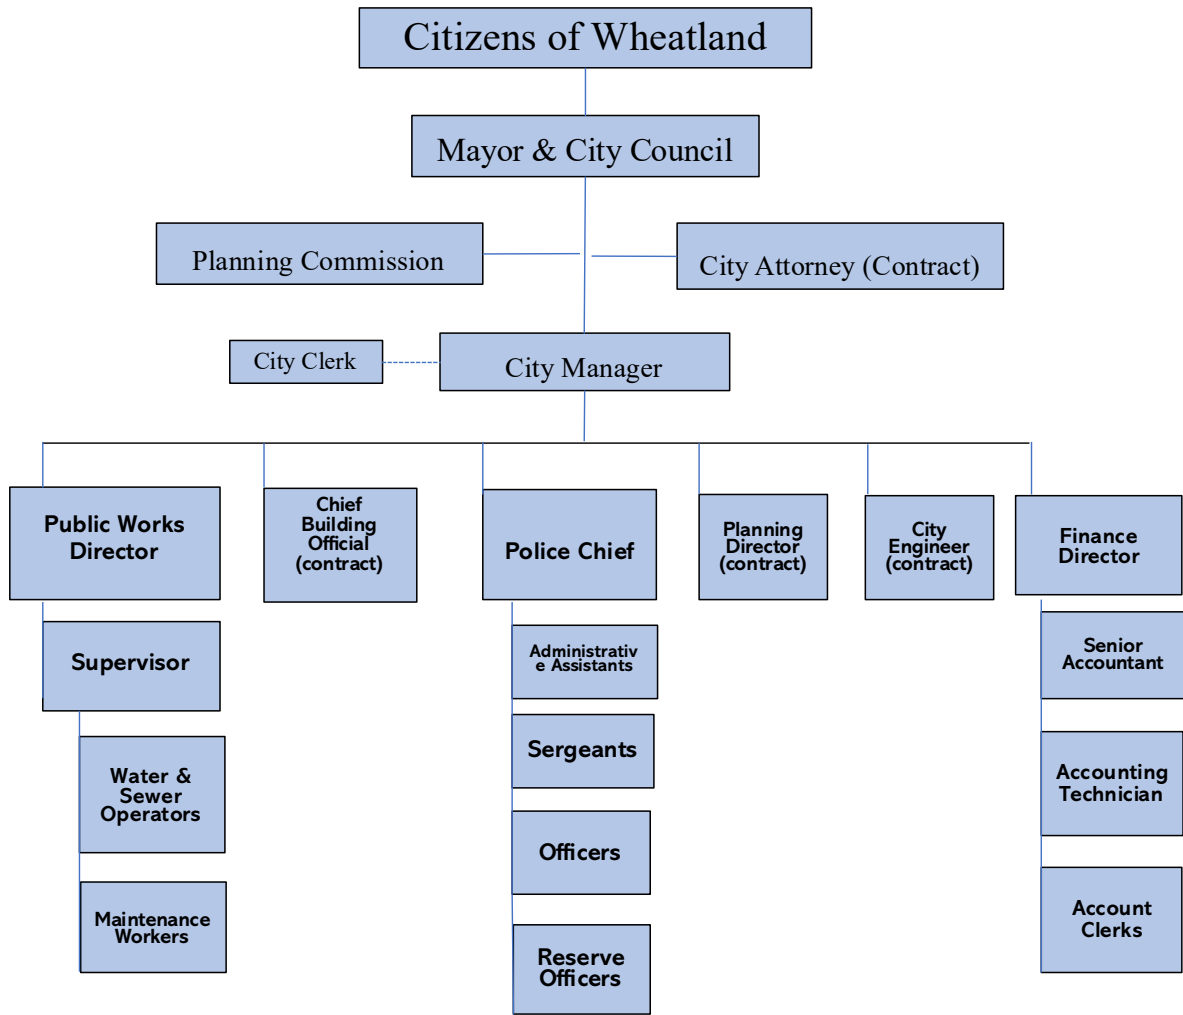 Citizens of Wheatland
Mayor & City Council
Planning Commission
City Attorney (Contract)
City Clerk
City Manager
Public Works
Director
Chief
Building
Official
(contract)
Police Chief
Planning
Director
(contract)
City
Engineer
(contract)
Finance
Director
Supervisor
Administrativ
e Assistants
Senior
Accountant
Water &
Sewer
Operators
Sergeants
Accounting
Technician
Officers
Maintenance
Workers
Reserve
Officers
Account
Clerks